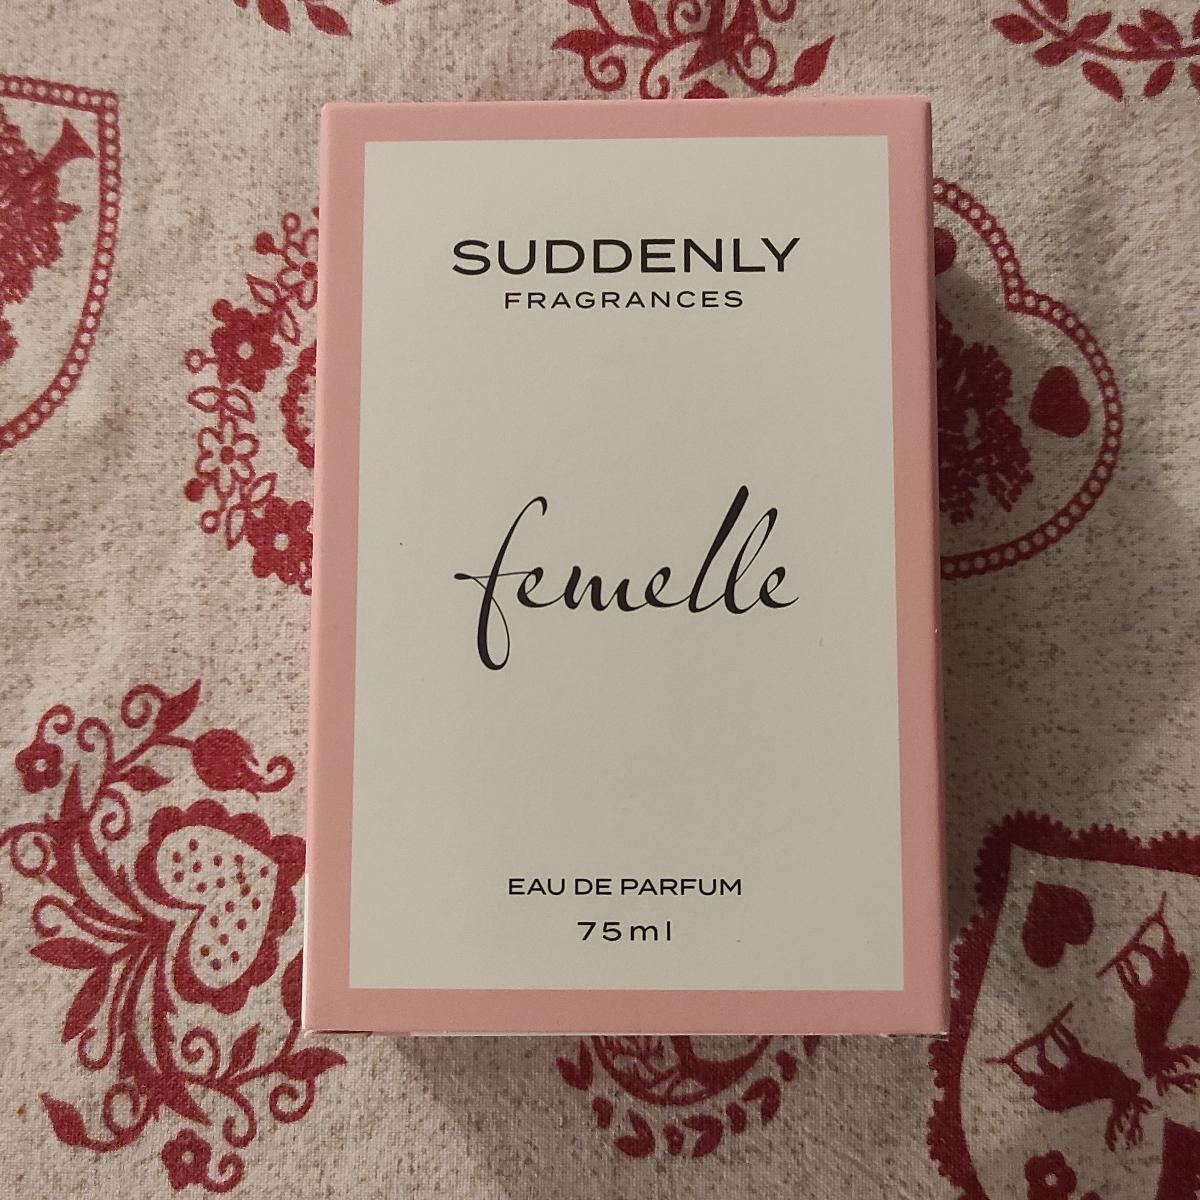 SUDDENLY
FRAGRANCES
femelle
EAU DE PARFUM
75ml